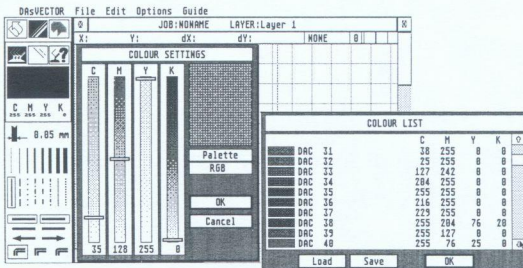 DRsVECTOR File Edit Options Guide
JOB:NONAME LAYER:Layer 1
X: Y: dX: dY: NONE 0
COLOUR SETTINGS
C M Y K
35 128 255 0
Palette
RGB
OK
Cancel
C M Y K
255 255 255 0
0.05 MM
COLOUR LIST
C M Y K
DAC 31 38 255 0 0
DAC 32 25 255 0 0
DAC 33 127 242 0 0
DAC 34 204 255 0 0
DAC 35 255 255 0 0
DAC 36 216 255 0 0
DAC 37 229 255 0 0
DAC 38 255 204 76 20
DAC 39 255 127 0 0
DAC 40 255 76 25 0
Load Save OK